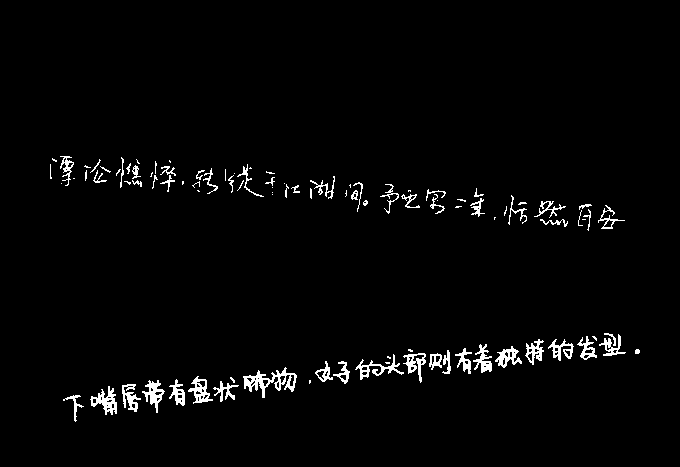 漂沦憔悴，转徙于江湖间。予出官二年，恬然自安
下嘴唇带有盘状饰物，女子的头部则有着独特的发型。